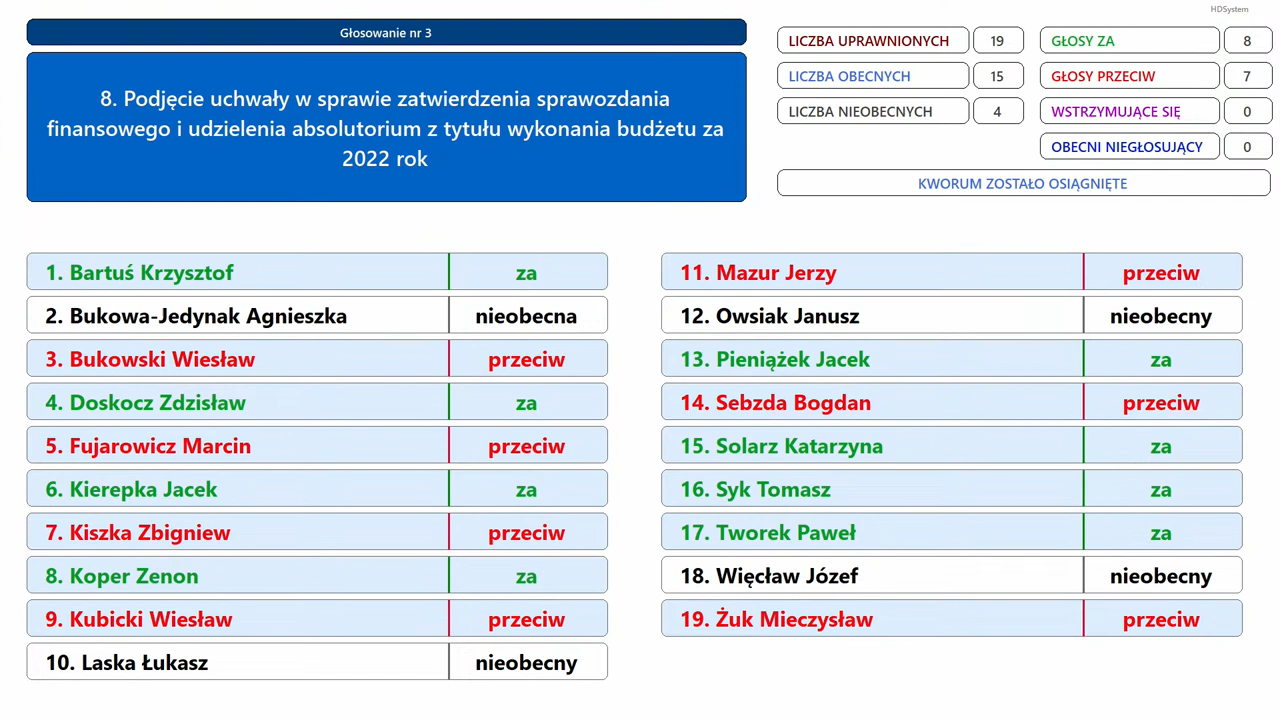 HDSystem
Głosowanie nr 3
8. Podjęcie uchwały w sprawie zatwierdzenia sprawozdania
finansowego i udzielenia absolutorium z tytułu wykonania budżetu za
2022 rok
LICZBA UPRAWNIONYCH 19
LICZBA OBECNYCH 15
LICZBA NIEOBECNYCH 4
GŁOSY ZA 8
GŁOSY PRZECIW 7
WSTRZYMUJĄCE SIĘ 0
OBECNI NIEGŁOSUJĄCY 0
KWORUM ZOSTAŁO OSIĄGNIĘTE
1. Bartuś Krzysztof za
2. Bukowa-Jedynak Agnieszka nieobecna
3. Bukowski Wiesław przeciw
4. Doskocz Zdzisław za
5. Fujarowicz Marcin przeciw
6. Kierepka Jacek za
7. Kiszka Zbigniew przeciw
8. Koper Zenon za
9. Kubicki Wiesław przeciw
10. Laska Łukasz nieobecny
11. Mazur Jerzy przeciw
12. Owsiak Janusz nieobecny
13. Pieniążek Jacek za
14. Sebzda Bogdan przeciw
15. Solarz Katarzyna za
16. Syk Tomasz za
17. Tworek Paweł za
18. Więcław Józef nieobecny
19. Żuk Mieczysław przeciw